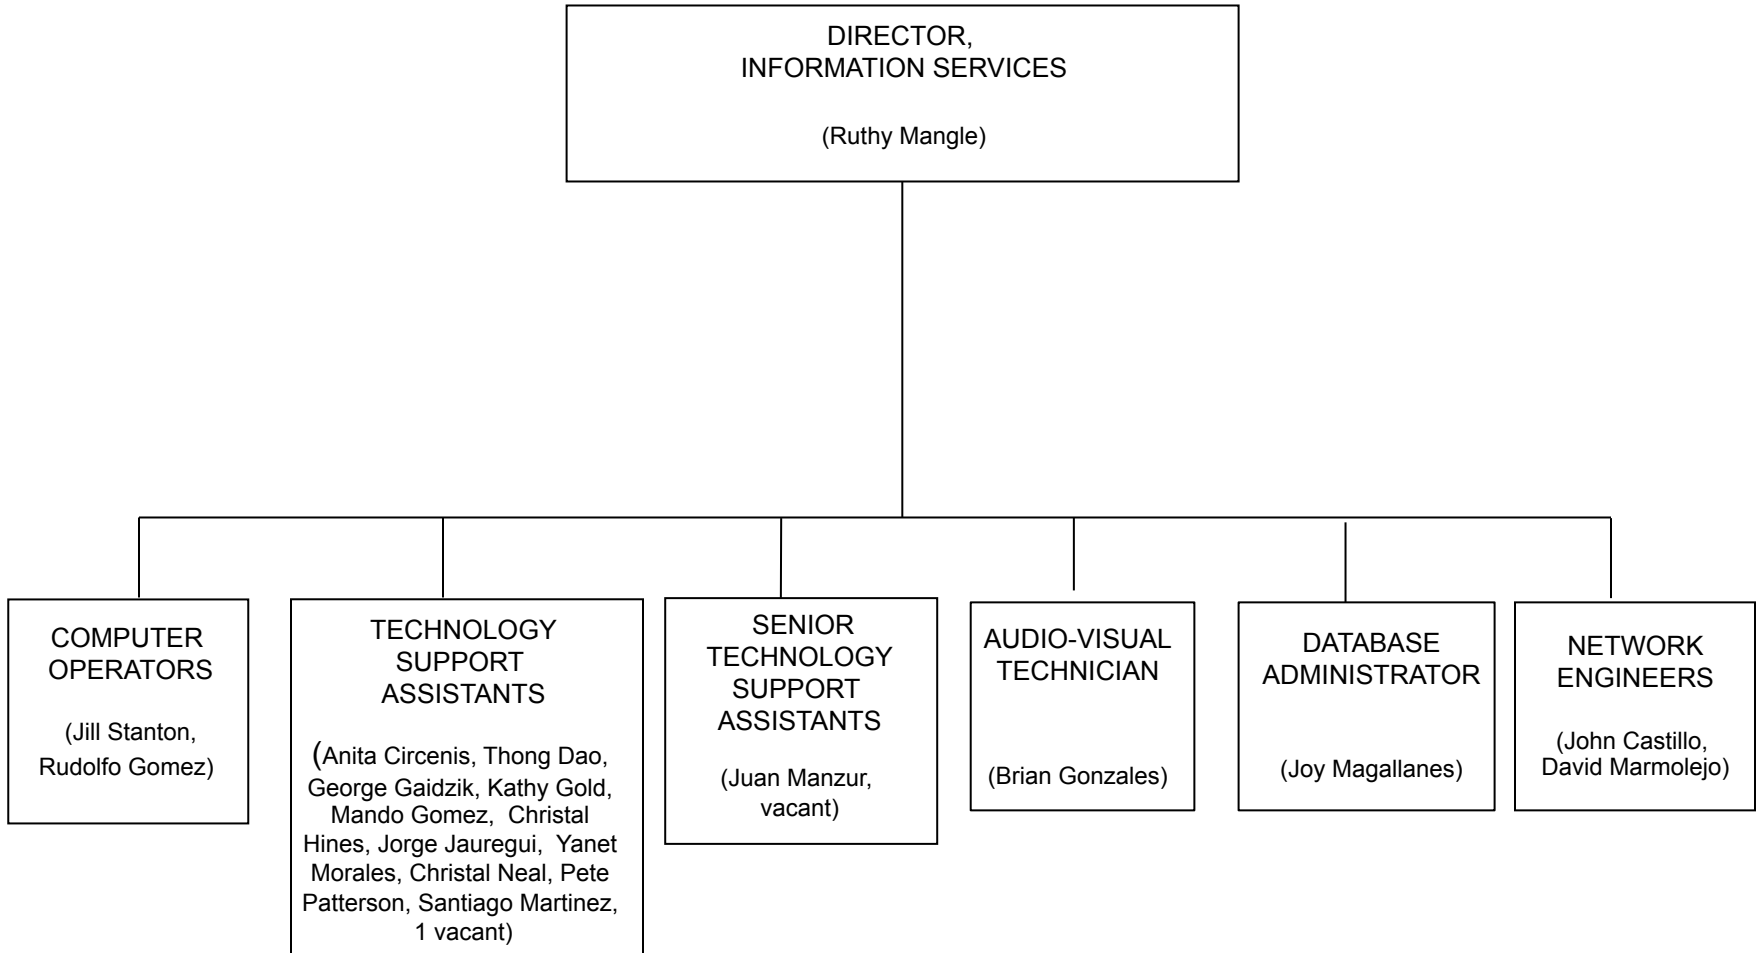 DIRECTOR,
INFORMATION SERVICES
(Ruthy Mangle)
COMPUTER
OPERATORS
(Jill Stanton,
Rudolfo Gomez)
TECHNOLOGY
SUPPORT
ASSISTANTS
(Anita Circenis, Thong Dao,
George Gaidzik, Kathy Gold,
Mando Gomez, Christal
Hines, Jorge Jauregui, Yanet
Morales, Christal Neal, Pete
Patterson, Santiago Martinez,
1 vacant)
SENIOR
TECHNOLOGY
SUPPORT
ASSISTANTS
(Juan Manzur,
vacant)
AUDIO-VISUAL
TECHNICIAN
(Brian Gonzales)
DATABASE
ADMINISTRATOR
(Joy Magallanes)
NETWORK
ENGINEERS
(John Castillo,
David Marmolejo)